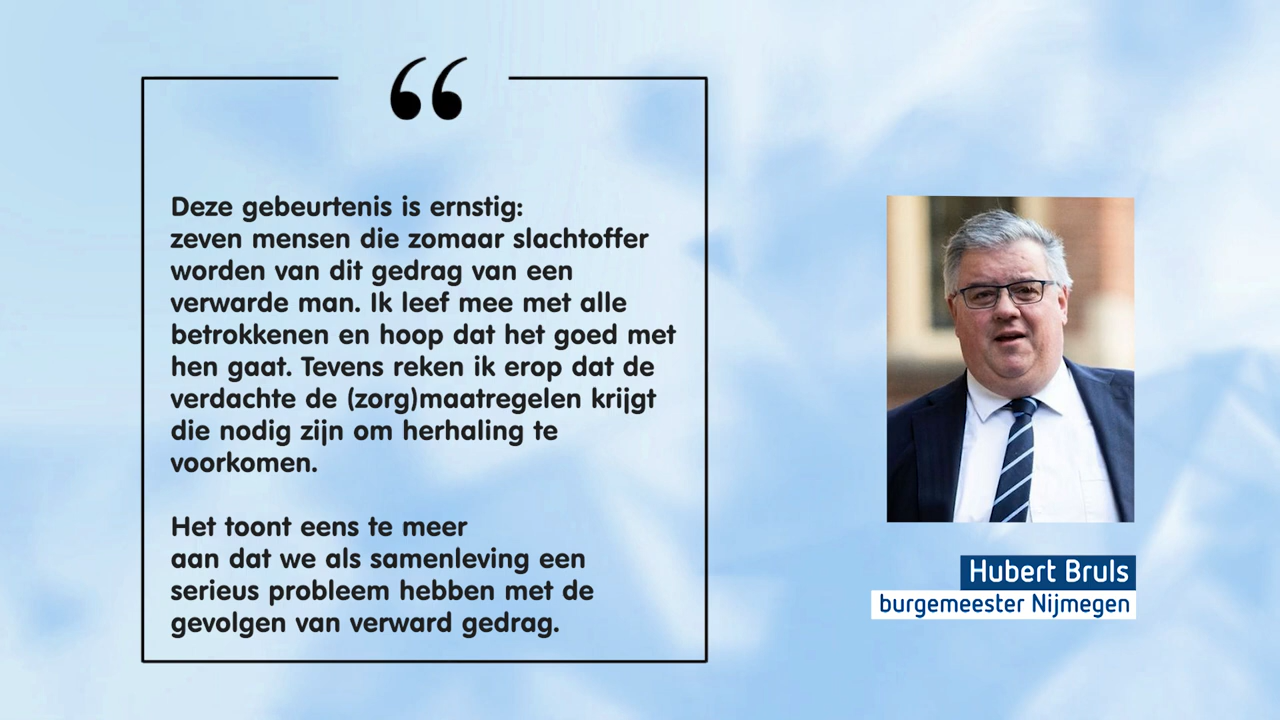 “
Deze gebeurtenis is ernstig:
zeven mensen die zomaar slachtoffer
worden van dit gedrag van een
verwarde man. Ik leef mee met alle
betrokkenen en hoop dat het goed met
hen gaat. Tevens reken ik erop dat de
verdachte de (zorg)maatregelen krijgt
die nodig zijn om herhaling te
voorkomen.
Het toont eens te meer
aan dat we als samenleving een
serieus probleem hebben met de
gevolgen van verward gedrag.
Hubert Bruls
burgemeester Nijmegen